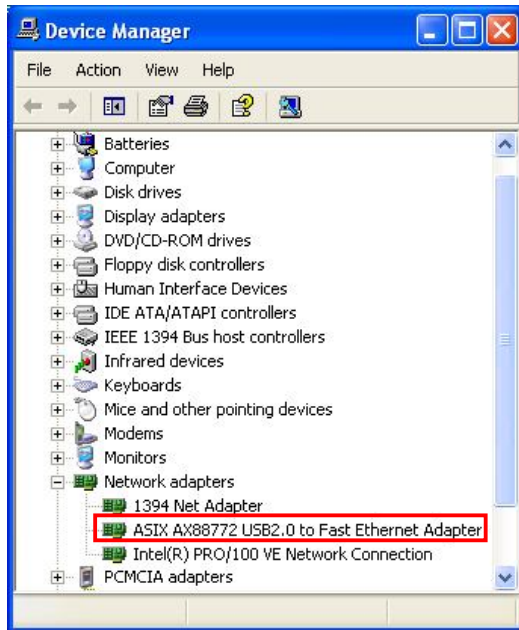 Device Manager
File Action View Help
Batteries
Computer
Disk drives
Display adapters
DVD/CD-ROM drives
Floppy disk controllers
Human Interface Devices
IDE ATA/ATAPI controllers
IEEE 1394 Bus host controllers
Infrared devices
Keyboards
Mice and other pointing devices
Modems
Monitors
Network adapters
1394 Net Adapter
ASIX AX88772 USB2.0 to Fast Ethernet Adapter
Intel(R) PRO/100 VE Network Connection
PCMCIA adapters